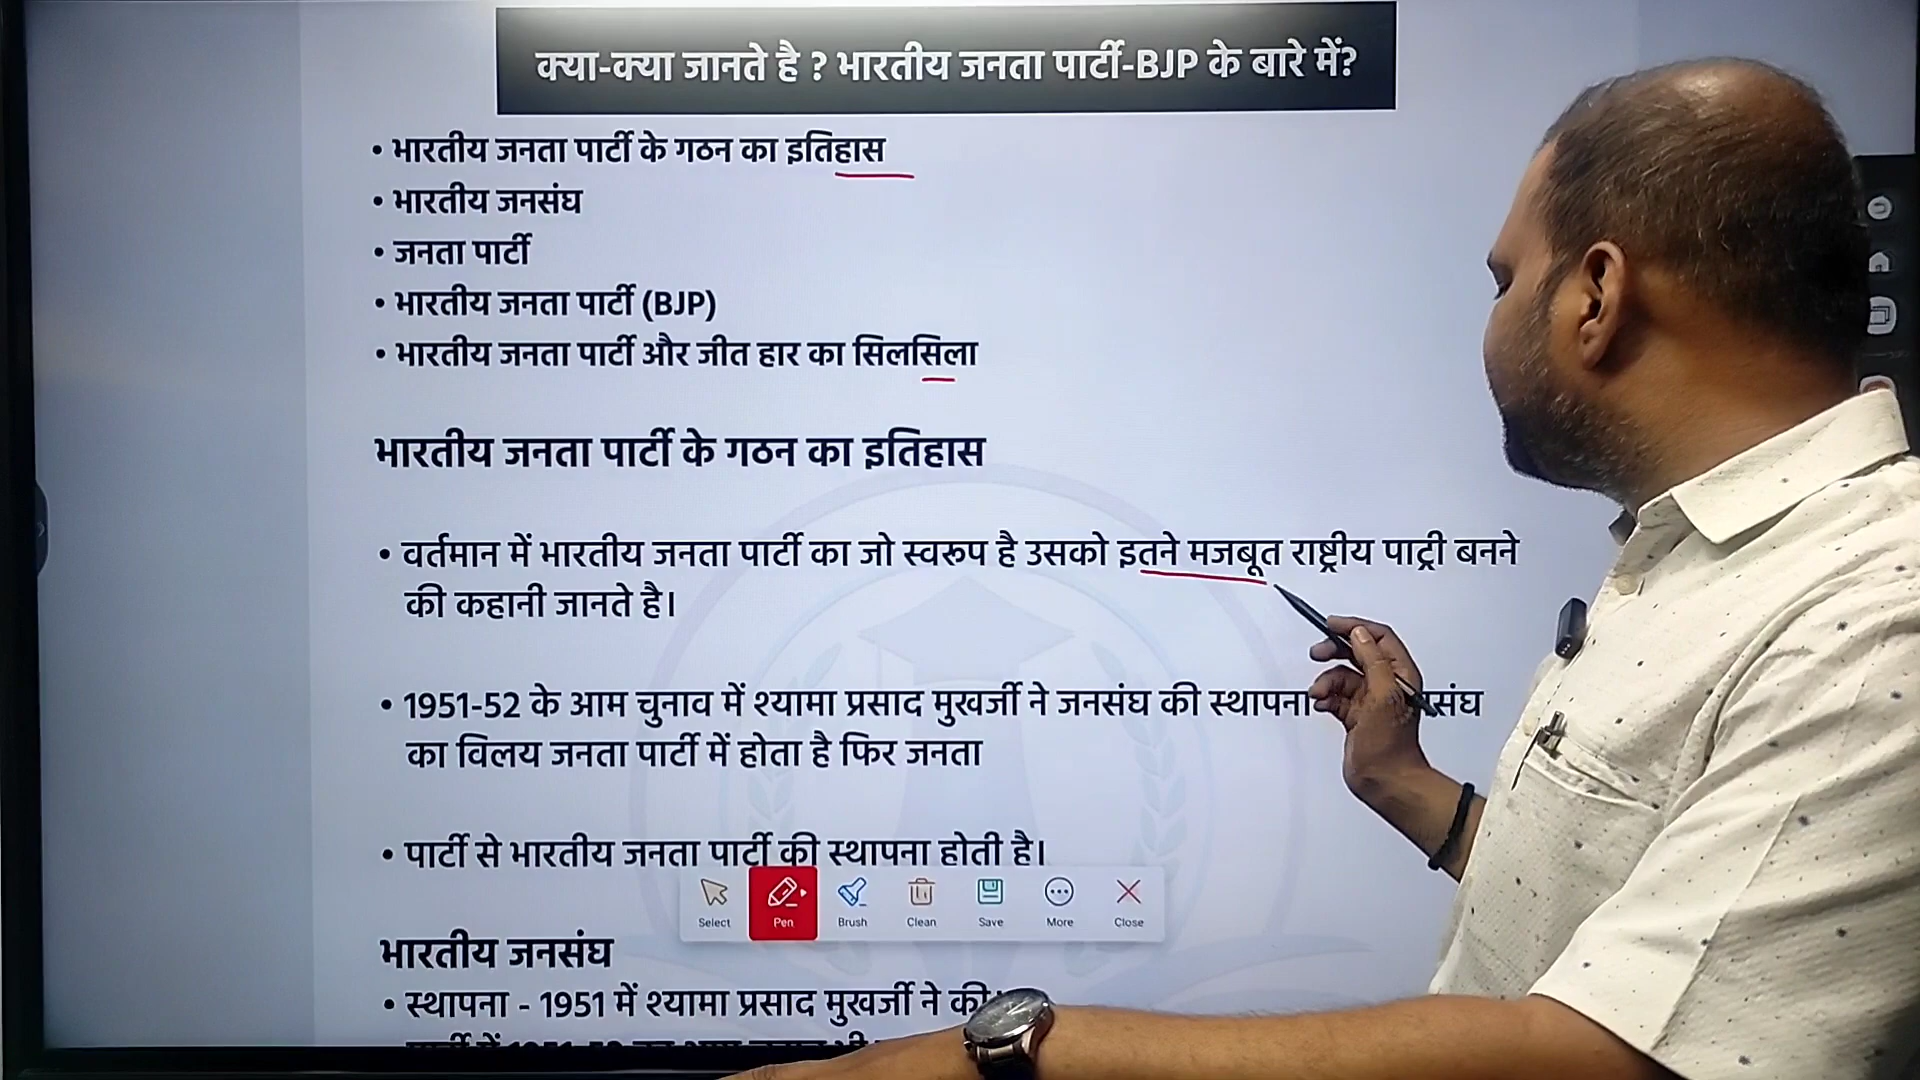 क्या-क्या जानते है ? भारतीय जनता पार्टी-BJP के बारे में?
• भारतीय जनता पार्टी के गठन का इतिहास
• भारतीय जनसंघ
• जनता पार्टी
• भारतीय जनता पार्टी (BJP)
• भारतीय जनता पार्टी और जीत हार का सिलसिला
भारतीय जनता पार्टी के गठन का इतिहास
• वर्तमान में भारतीय जनता पार्टी का जो स्वरूप है उसको इतने मजबूत राष्ट्रीय पाट्री बनने
की कहानी जानते है।
• 1951-52 के आम चुनाव में श्यामा प्रसाद मुखर्जी ने जनसंघ की स्थापना
का विलय जनता पार्टी में होता है फिर जनता
• पार्टी से भारतीय जनता पार्टी की स्थापना होती है।
Select Pen Brush Clean Save More Close
भारतीय जनसंघ
• स्थापना - 1951 में श्यामा प्रसाद मुखर्जी ने की